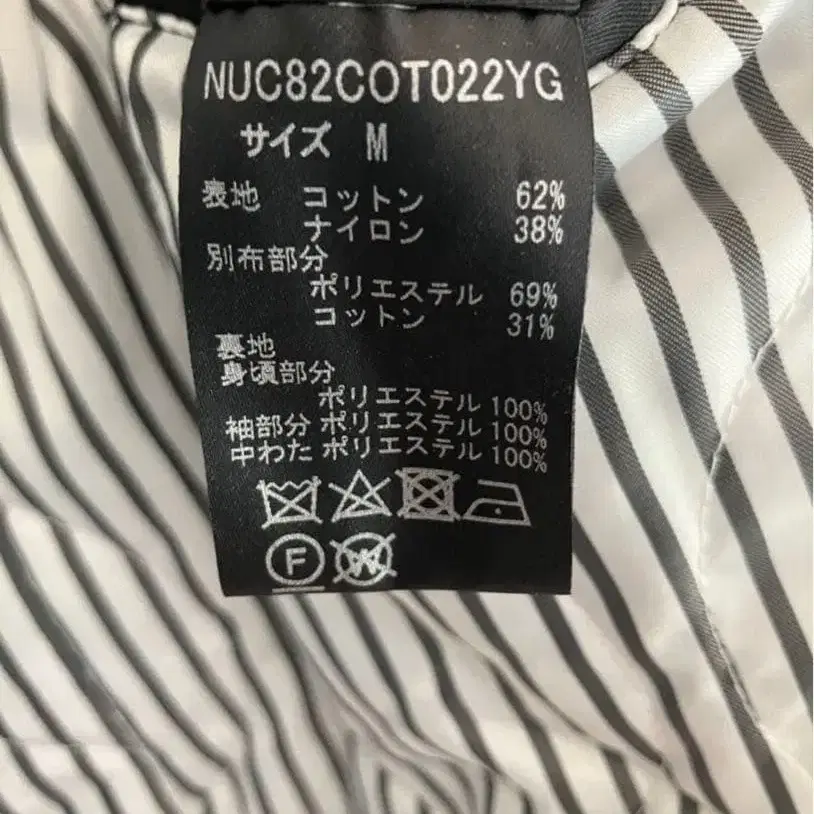 NUC82COT022YG
サイズ M
表地 コットン 62%
ナイロン 38%
別布部分
ポリエステル 69%
コットン 31%
裏地
身頃部分
ポリエステル 100%
袖部分 ポリエステル 100%
中わた ポリエステル 100%
F W